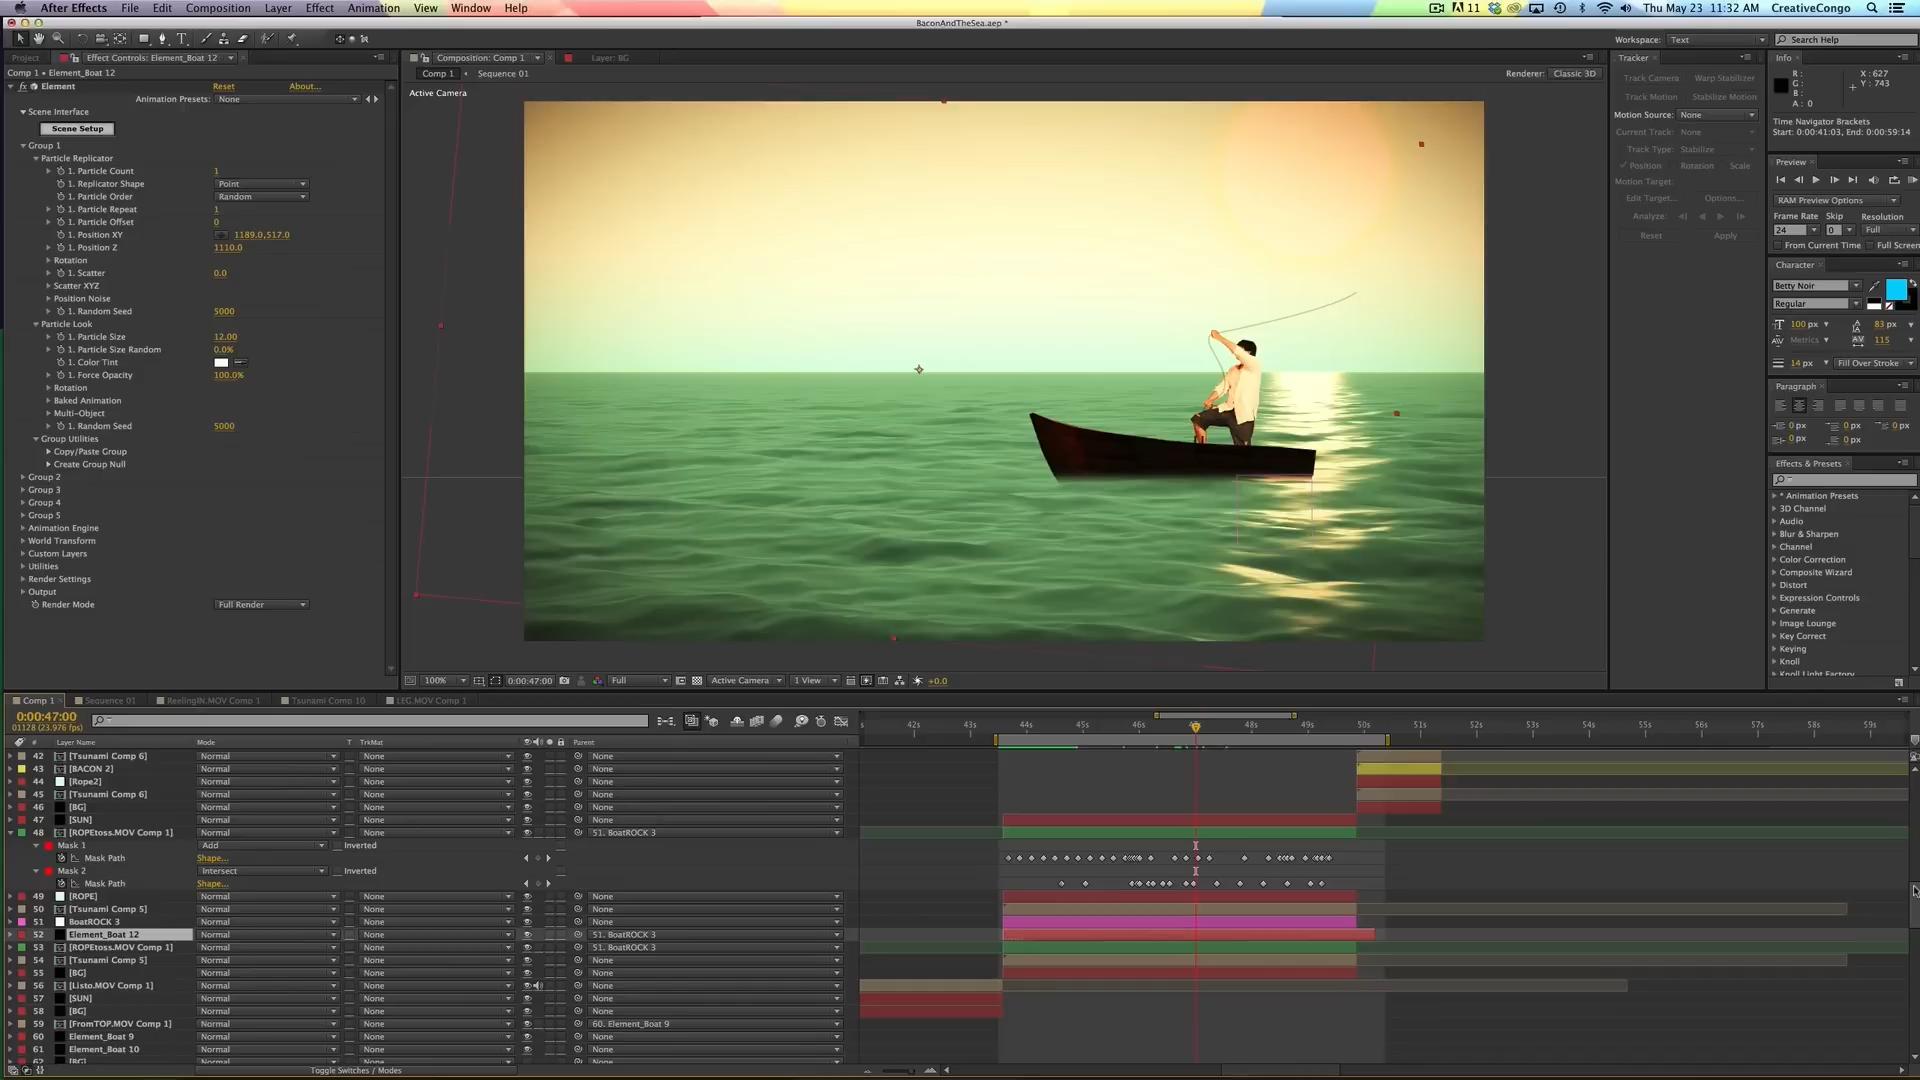 After Effects File Edit Composition Layer Effect Animation View Window Help
11 Thu May 23 11:32 AM CreativeCongo
BaconAndTheSea.aep *
Workspace: Text Search Help
Project Effect Controls: Element_Boat 12
Composition: Comp 1 Layer: BG
Comp 1 • Element_Boat 12
Comp 1 Sequence 01
Renderer: Classic 3D
Active Camera
fx Element Reset About...
Animation Presets: None
Scene Interface
Scene Setup
Group 1
Particle Replicator
1. Particle Count 1
1. Replicator Shape Point
1. Particle Order Random
1. Particle Repeat 1
1. Particle Offset 0
1. Position XY 1189.0,517.0
1. Position Z 1110.0
Rotation
1. Scatter 0.0
Scatter XYZ
Position Noise
1. Random Seed 5000
Particle Look
1. Particle Size 12.00
1. Particle Size Random 0.0%
1. Color Tint
1. Force Opacity 100.0%
Rotation
Baked Animation
Multi-Object
1. Random Seed 5000
Group Utilities
Copy/Paste Group
Create Group Null
Group 2
Group 3
Group 4
Group 5
Animation Engine
World Transform
Custom Layers
Utilities
Render Settings
Output
Render Mode Full Render
100% 0:00:47:00 Full Active Camera 1 View +0.0
Tracker
Track Camera Warp Stabilizer
Track Motion Stabilize Motion
Motion Source: None
Current Track: None
Track Type: Stabilize
Position Rotation Scale
Motion Target:
Edit Target... Options...
Analyze:
Reset Apply
Info
R: X : 627
G: Y : 743
B:
A: 0
Time Navigator Brackets
Start: 0:00:41:03, End: 0:00:59:14
Preview
RAM Preview Options
Frame Rate Skip Resolution
24 0 Full
From Current Time Full Screen
Character
Betty Noir
Regular
100 px 83 px
Metrics 115
14 px Fill Over Stroke
Paragraph
0 px 0 px 0 px
0 px 0 px
Effects & Presets
* Animation Presets
3D Channel
Audio
Blur & Sharpen
Channel
Color Correction
Composite Wizard
Distort
Expression Controls
Generate
Image Lounge
Key Correct
Keying
Knoll
Knoll Light Factory
Comp 1 Sequence 01 ReelingIN.MOV Comp 1 Tsunami Comp 10 LEG.MOV Comp 1
0:00:47:00
01128 (23.976 fps)
42s 43s 44s 45s 46s 47s 48s 49s 50s 51s 52s 53s 54s 55s 56s 57s 58s 59s
# Layer Name Mode T TrkMat Parent
42 [Tsunami Comp 6] Normal None None
43 [BACON 2] Normal None None
44 [Rope2] Normal None None
45 [Tsunami Comp 6] Normal None None
46 [BG] Normal None None
47 [SUN] Normal None None
48 [ROPEtoss.MOV Comp 1] Normal None 51. BoatROCK 3
Mask 1 Add Inverted
Mask Path Shape...
Mask 2 Intersect Inverted
Mask Path Shape...
49 [ROPE] Normal None None
50 [Tsunami Comp 5] Normal None None
51 BoatROCK 3 Normal None None
52 Element_Boat 12 Normal None 51. BoatROCK 3
53 [ROPEtoss.MOV Comp 1] Normal None 51. BoatROCK 3
54 [Tsunami Comp 5] Normal None None
55 [BG] Normal None None
56 [Listo.MOV Comp 1] Normal None None
57 [SUN] Normal None None
58 [BG] Normal None None
59 [FromTOP.MOV Comp 1] Normal None 60. Element_Boat 9
60 Element_Boat 9 Normal None None
61 Element_Boat 10 Normal None None
62 [BG] Normal None None
Toggle Switches / Modes